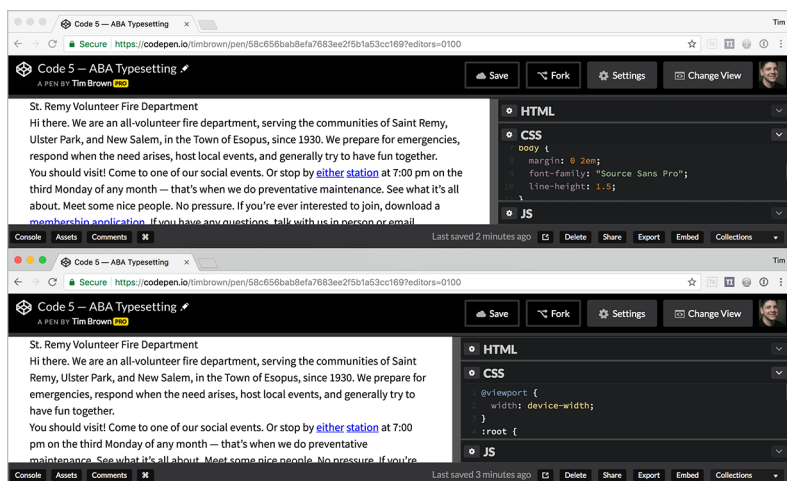 Code 5 — ABA Typesetting ×
Tim
Secure https://codepen.io/timbrown/pen/58c656bab8efa7683ee2f5b1a53cc169?editors=0100
Code 5 — ABA Typesetting
A PEN BY Tim Brown PRO
Save Fork Settings Change View
St. Remy Volunteer Fire Department
Hi there. We are an all-volunteer fire department, serving the communities of Saint Remy,
Ulster Park, and New Salem, in the Town of Esopus, since 1930. We prepare for emergencies,
respond when the need arises, host local events, and generally try to have fun together.
You should visit! Come to one of our social events. Or stop by either station at 7:00 pm on the
third Monday of any month — that’s when we do preventative maintenance. See what it’s all
about. Meet some nice people. No pressure. If you’re ever interested to join, download a
membership application. If you have any questions, talk with us in person or email
HTML
CSS
7 body {
8 margin: 0 2em;
9 font-family: "Source Sans Pro";
10 line-height: 1.5;
11 }
JS
Console Assets Comments ⌘ Last saved 2 minutes ago Delete Share Export Embed Collections
Code 5 — ABA Typesetting ×
Tim
Secure https://codepen.io/timbrown/pen/58c656bab8efa7683ee2f5b1a53cc169?editors=0100
Code 5 — ABA Typesetting
A PEN BY Tim Brown PRO
Save Fork Settings Change View
St. Remy Volunteer Fire Department
Hi there. We are an all-volunteer fire department, serving the communities of Saint
Remy, Ulster Park, and New Salem, in the Town of Esopus, since 1930. We prepare for
emergencies, respond when the need arises, host local events, and generally try to
have fun together.
You should visit! Come to one of our social events. Or stop by either station at 7:00
pm on the third Monday of any month — that’s when we do preventative
maintenance. See what it’s all about. Meet some nice people. No pressure. If you’re
HTML
CSS
1 @viewport {
2 width: device-width;
3 }
4 :root {
JS
Console Assets Comments ⌘ Last saved 3 minutes ago Delete Share Export Embed Collections